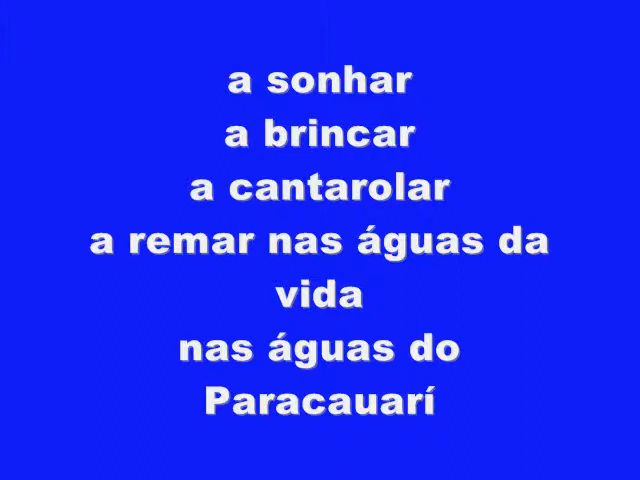 a sonhar
a brincar
a cantarolar
a remar nas águas da
vida
nas águas do
Paracauarí